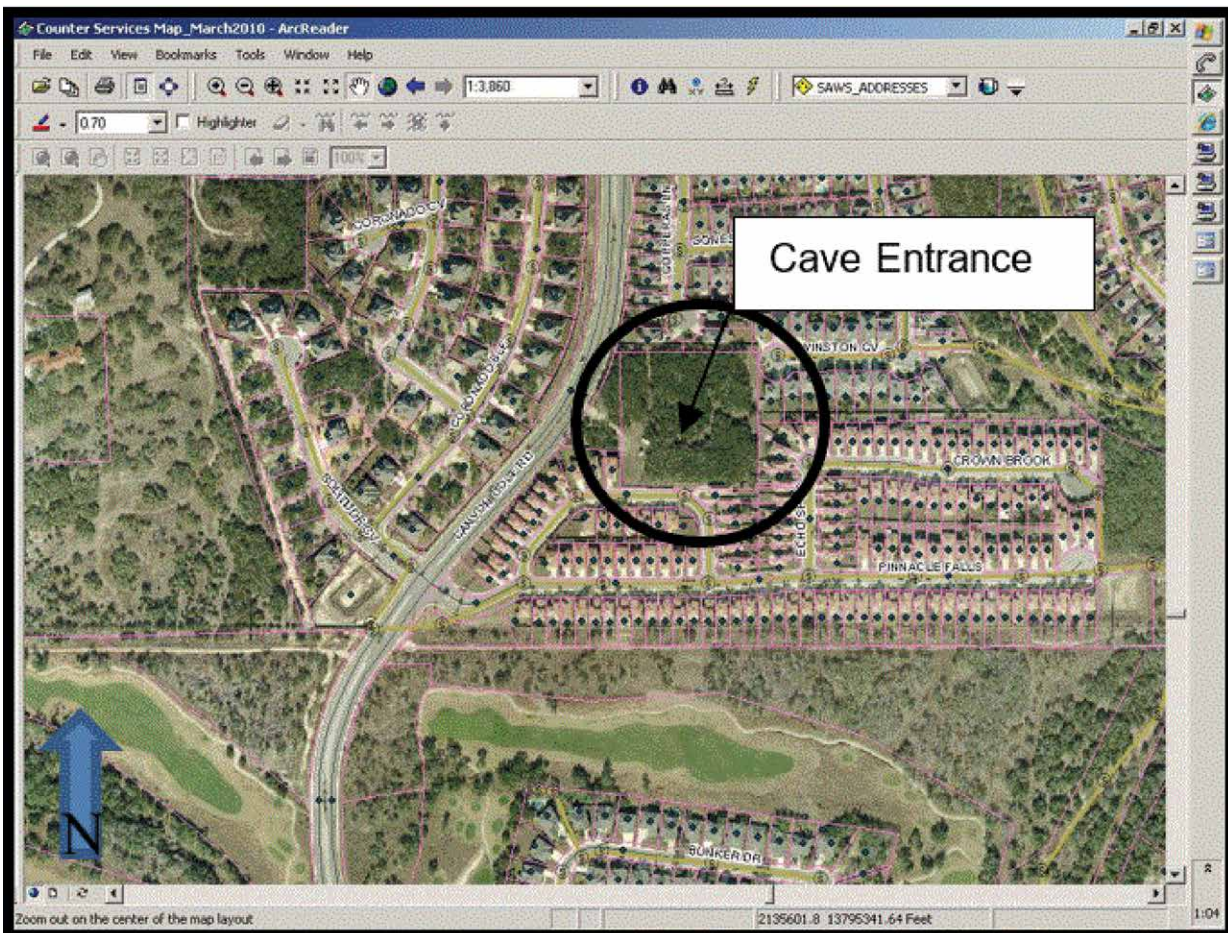 Counter Services Map_March2010 - ArcReader
File Edit View Bookmarks Tools Window Help
1:3,860
SAWS_ADDRESSES
0.70
Highlighter
100%
CORONADO CV
Cave Entrance
WINSTON CV
CROWN BROOK
CANYON GOLF RD
PINNACLE FALLS
BUNKER DR
N
Zoom out on the center of the map layout
2135601.8 13795341.64 Feet
1:04